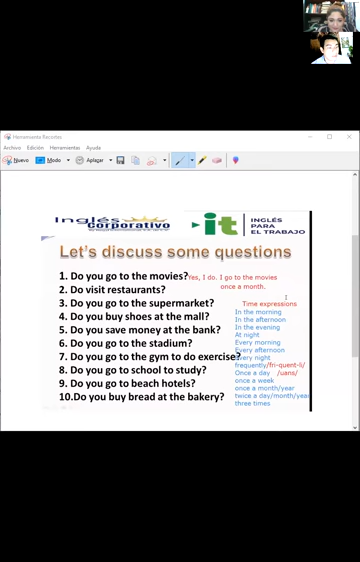 Herramienta Recortes
Archivo Edición Herramientas Ayuda
Nuevo Modo Aplazar
Inglés
Corporativo
it INGLÉS
PARA
EL TRABAJO
Let's discuss some questions
1. Do you go to the movies? Yes, I do. I go to the movies
once a month.
2. Do visit restaurants?
3. Do you go to the supermarket?
4. Do you buy shoes at the mall?
5. Do you save money at the bank?
6. Do you go to the stadium?
7. Do you go to the gym to do exercise?
8. Do you go to school to study?
9. Do you go to beach hotels?
10.Do you buy bread at the bakery?
Time expressions
In the morning
In the afternoon
In the evening
At night
Every morning
Every afternoon
Every night
frequently/fri-quent-li/
Once a day /uans/
once a week
once a month/year
twice a day/month/year
three times